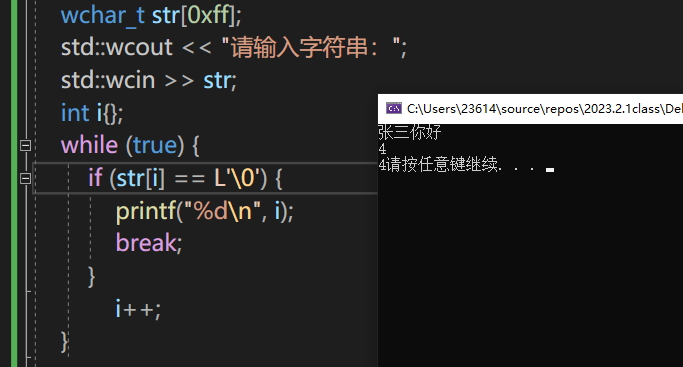 wchar_t str[0xff];
std::wcout << "请输入字符串：";
std::wcin >> str;
int i{};
while (true) {
if (str[i] == L'\0') {
printf("%d\n", i);
break;
}
i++;
}
C:\Users\23614\source\repos\2023.2.1class\Del
张三你好
4
4请按任意键继续. . .